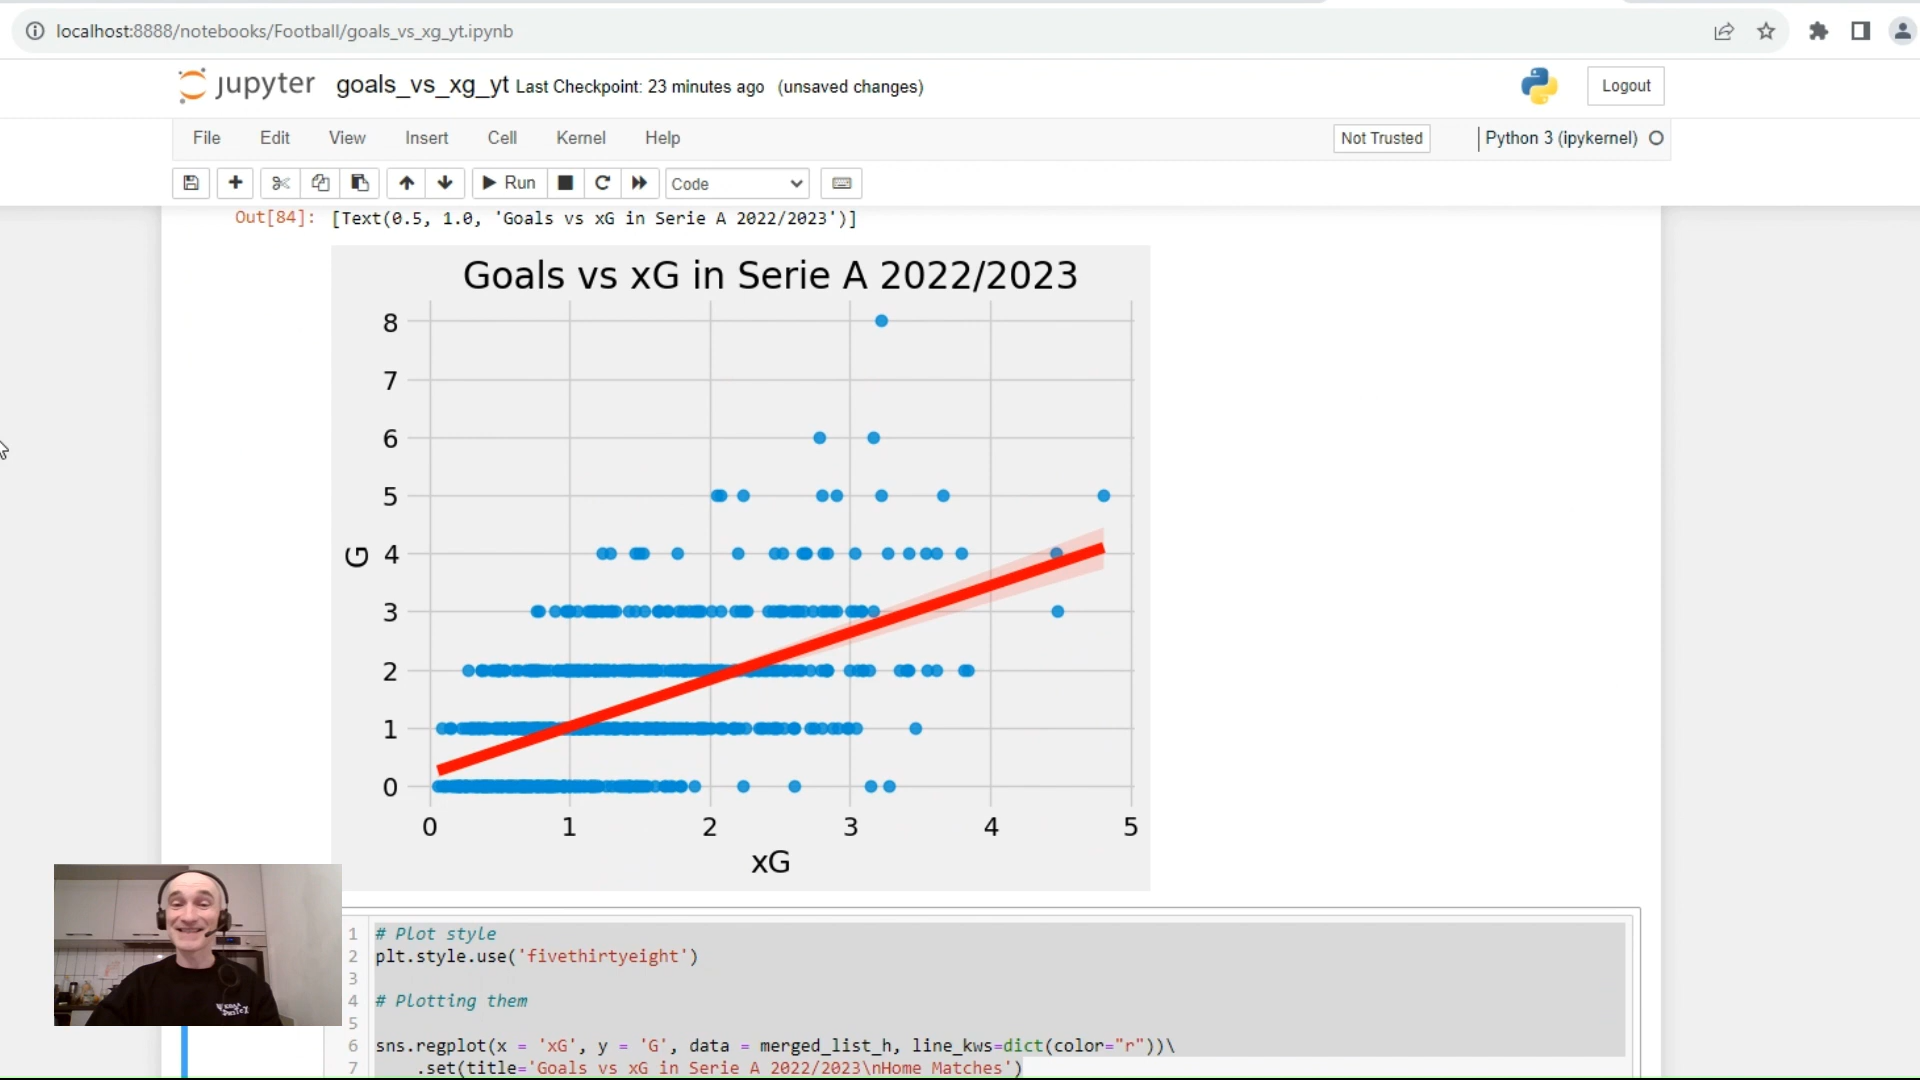 localhost:8888/notebooks/Football/goals_vs_xg_yt.ipynb
jupyter goals_vs_xg_yt Last Checkpoint: 23 minutes ago (unsaved changes)
Logout
File Edit View Insert Cell Kernel Help
Not Trusted
Python 3 (ipykernel)
Run
Code
Out[84]: [Text(0.5, 1.0, 'Goals vs xG in Serie A 2022/2023')]
Goals vs xG in Serie A 2022/2023
8
7
6
5
G
4
3
2
1
0
0 1 2 3 4 5
xG
1 # Plot style
2 plt.style.use('fivethirtyeight')
3
4 # Plotting them
5
6 sns.regplot(x = 'xG', y = 'G', data = merged_list_h, line_kws=dict(color="r"))\
7 .set(title='Goals vs xG in Serie A 2022/2023\nHome Matches')